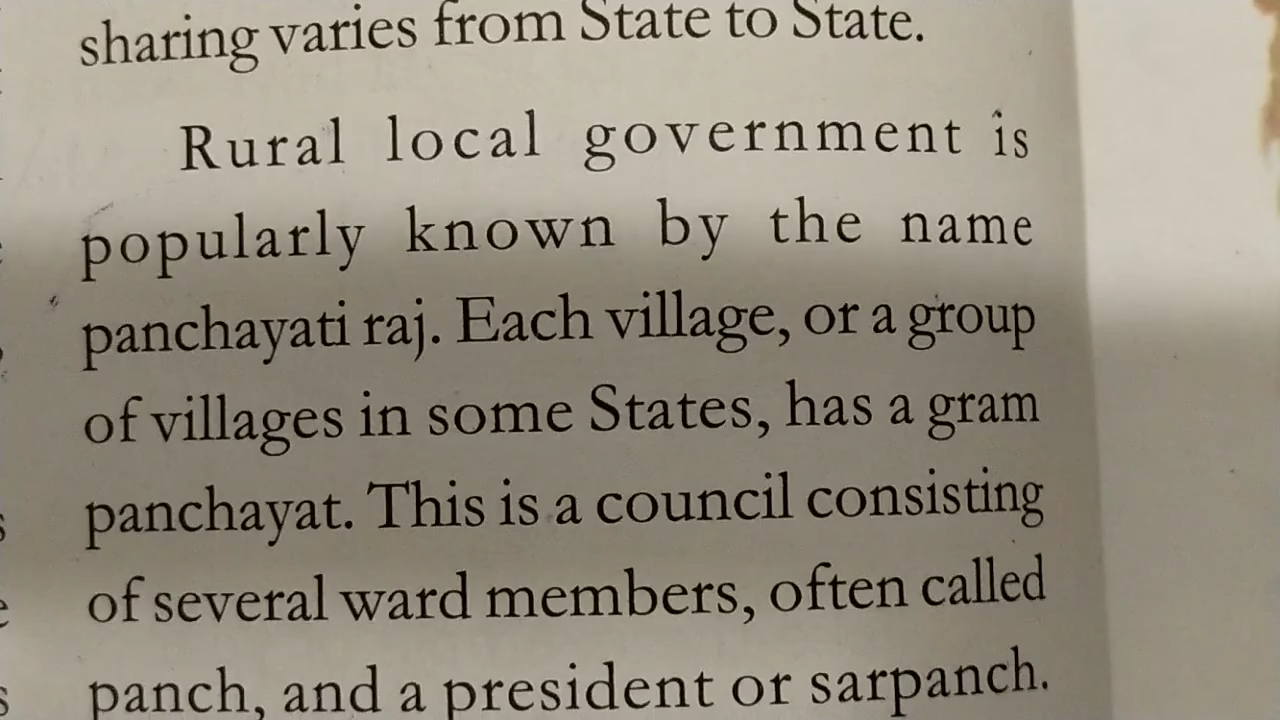 sharing varies from State to State.
Rural local government is
popularly known by the name
panchayati raj. Each village, or a group
of villages in some States, has a gram
panchayat. This is a council consisting
of several ward members, often called
panch, and a president or sarpanch.